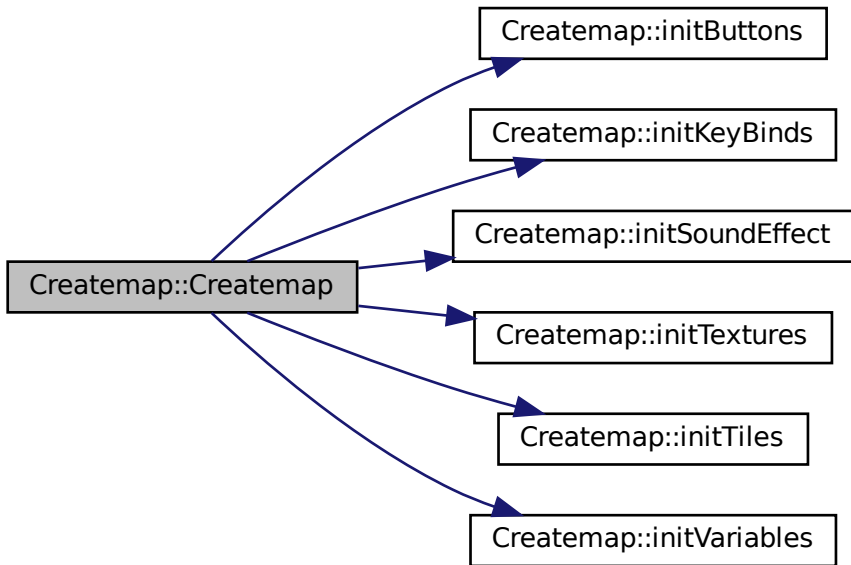 Createmap::Createmap
Createmap::initButtons
Createmap::initKeyBinds
Createmap::initSoundEffect
Createmap::initTextures
Createmap::initTiles
Createmap::initVariables